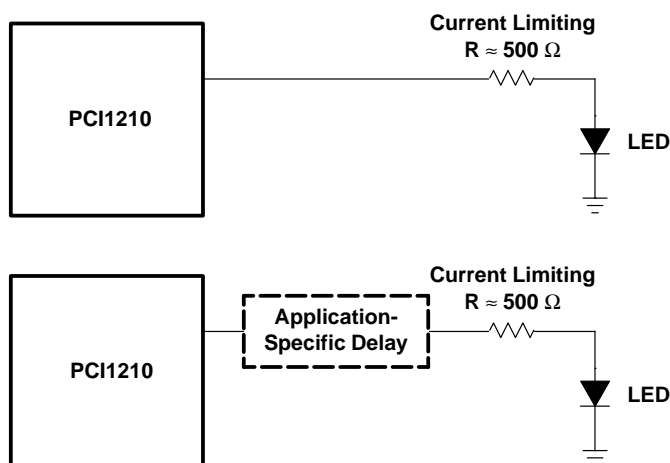 Current Limiting
R ≈ 500 Ω
PCI1210
LED
Current Limiting
R ≈ 500 Ω
Application-
Specific Delay
PCI1210
LED